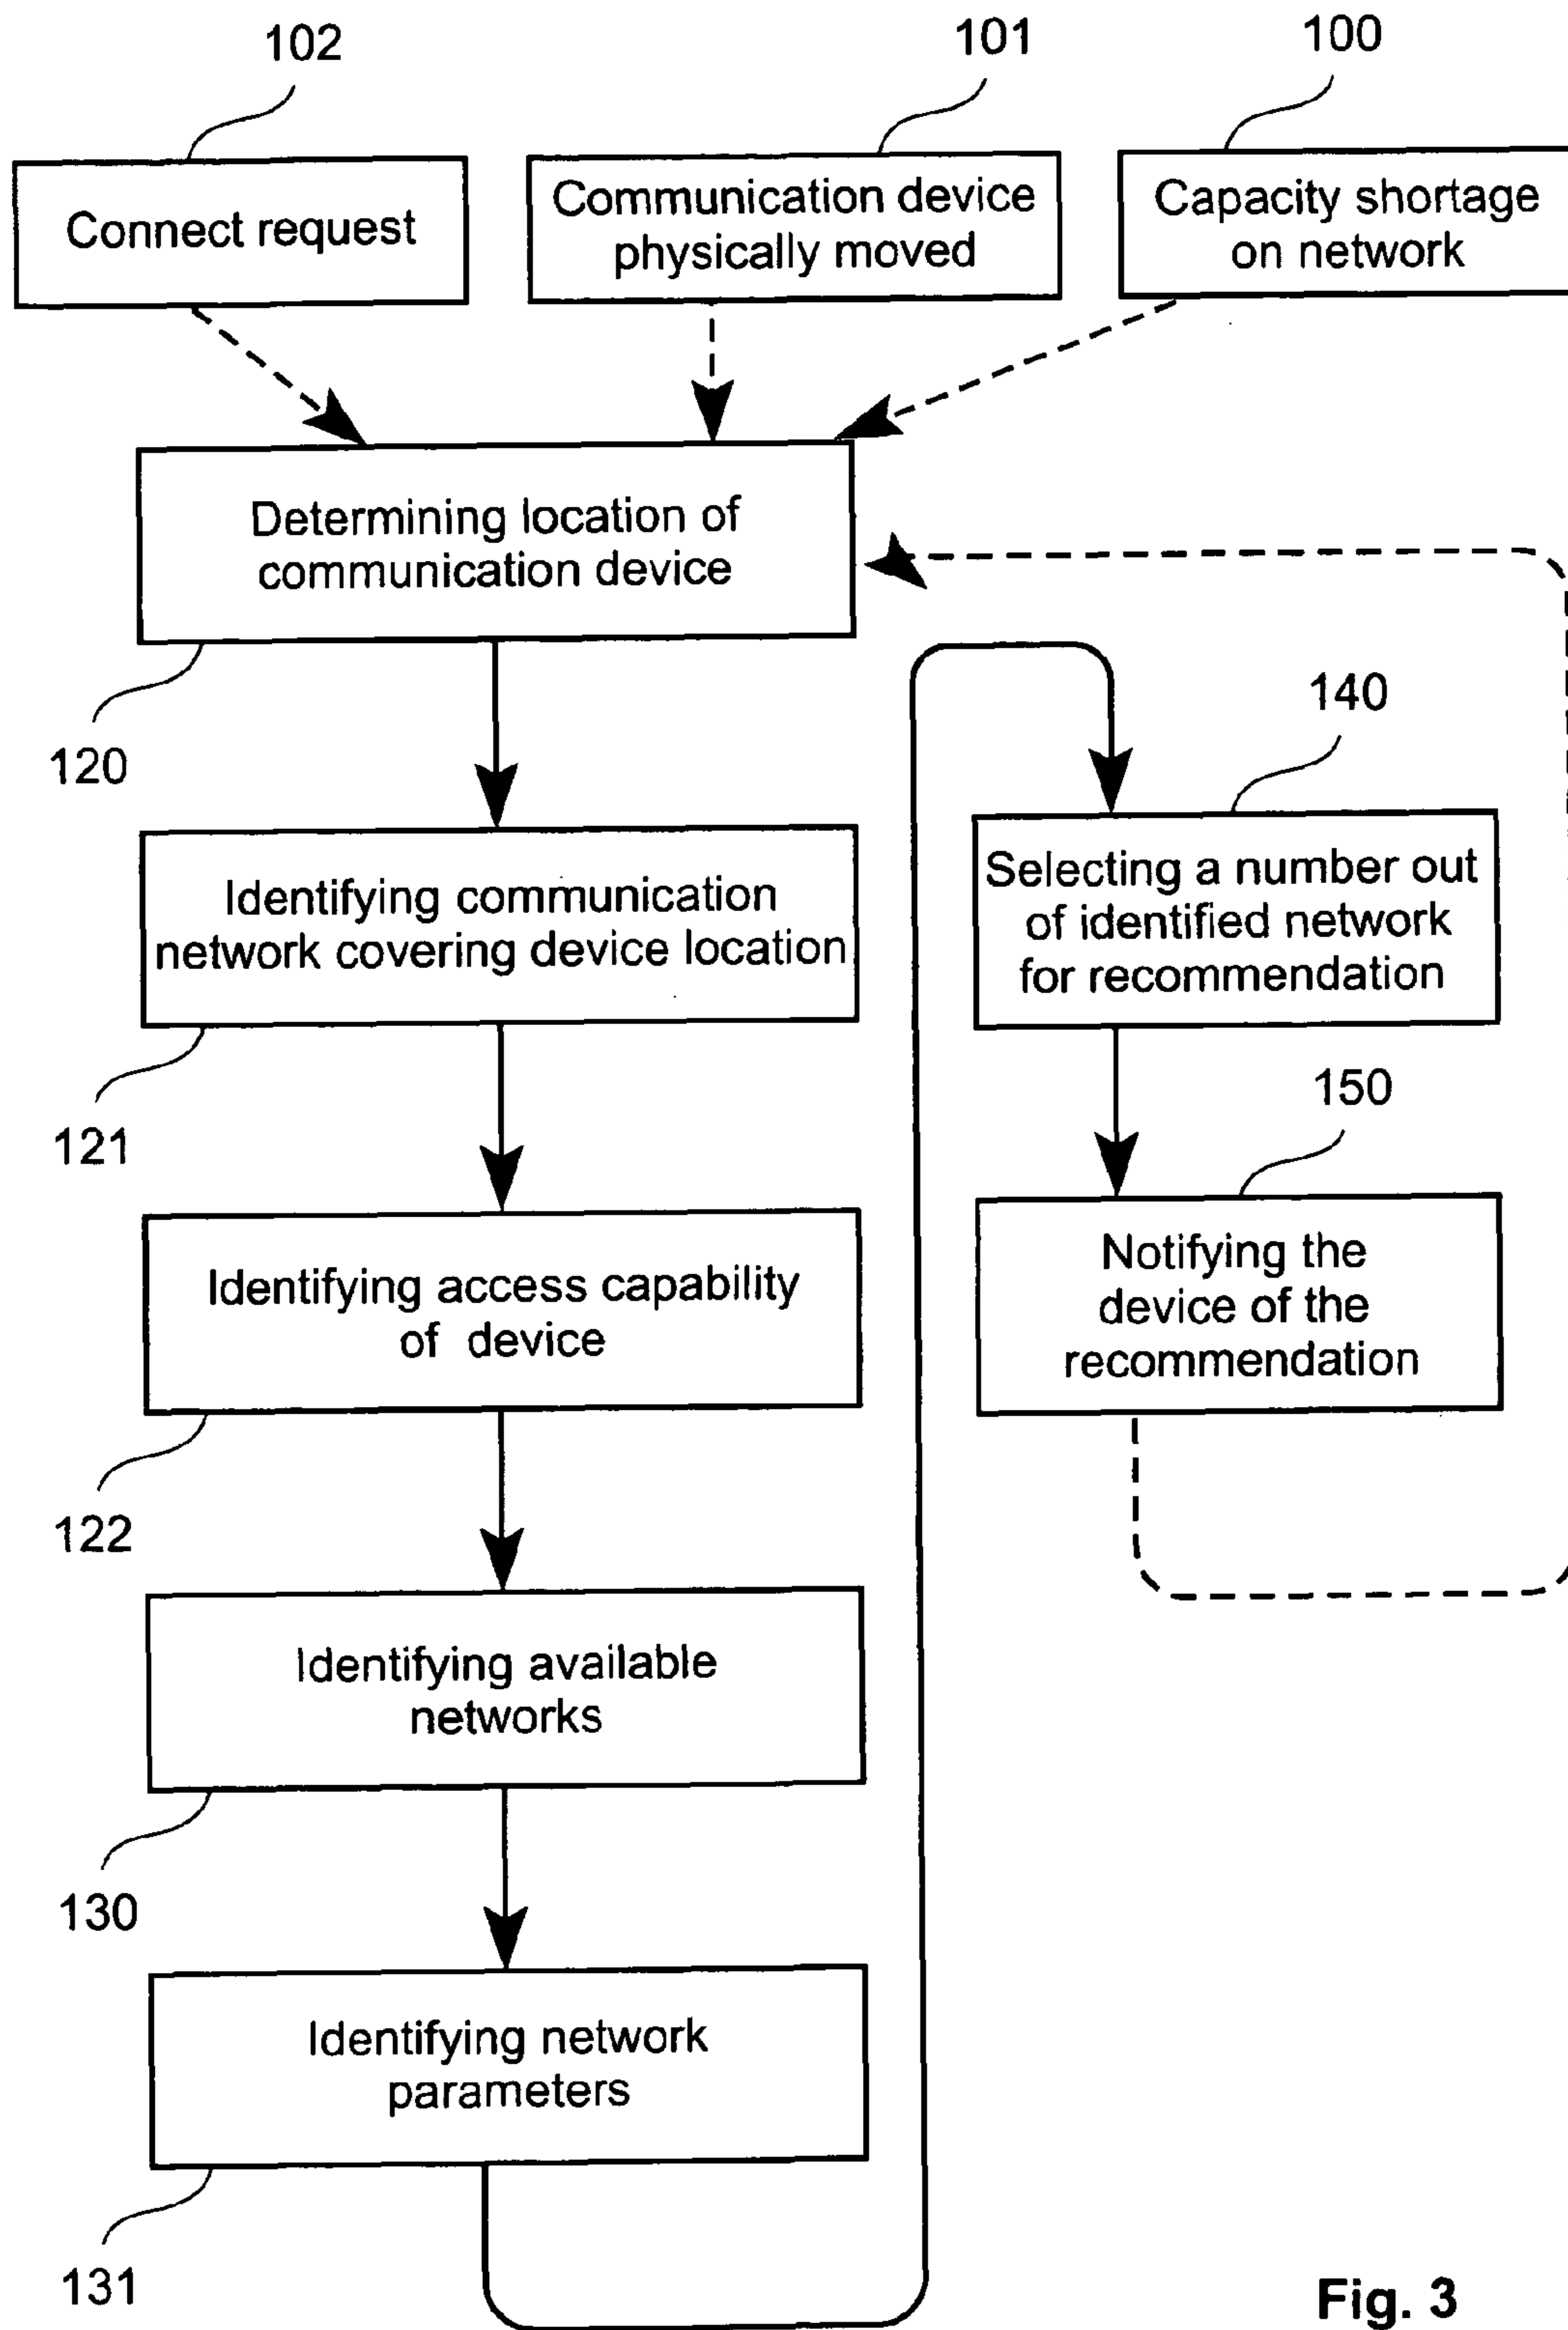 102
101
100
Connect request
Communication device
physically moved
Capacity shortage
on network
Determining location of
communication device
120
Identifying communication
network covering device location
121
Identifying access capability
of device
122
Identifying available
networks
130
Identifying network
parameters
131
140
Selecting a number out
of identified network
for recommendation
150
Notifying the
device of the
recommendation
Fig. 3